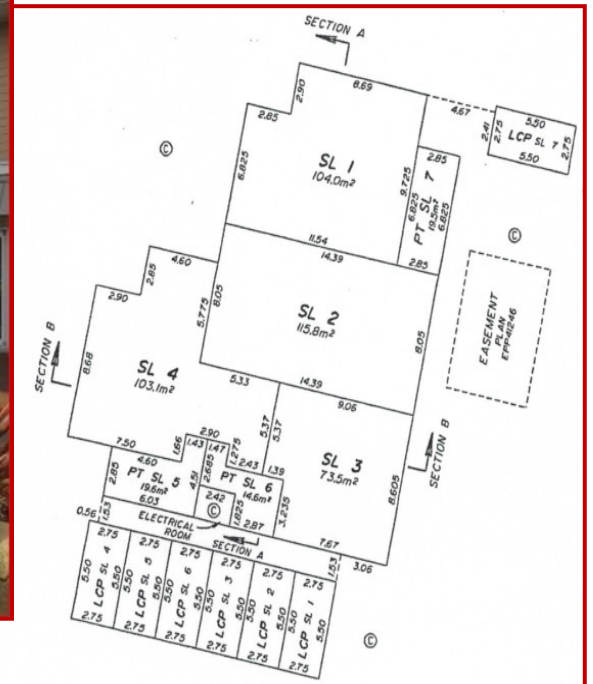 SECTION A
8.69
2.90
2.85
4.67
5.50
LCP SL 7
2.41
2.75
2.75
5.50
©
6.825
SL 1
104.0m²
9.725
2.85
PT SL 7
19.5m²
6.825
6.825
©
11.54
14.39
2.85
4.60
2.85
2.90
8.05
5.775
SL 2
115.8m²
8.05
EASEMENT
PLAN
EPP41246
SECTION B
8.68
SL 4
103.1m²
5.33
14.39
9.06
5.37
5.37
SL 3
73.5m²
8.605
SECTION B
7.50
1.66
2.90
1.43
1.47
1.275
2.43
1.39
4.60
2.85
PT SL 5
19.6m²
6.03
4.51
2.685
PT SL 6
14.6m²
2.42
©
1.825
2.87
3.235
ELECTRICAL
ROOM
SECTION A
7.67
3.06
0.56
1.53
1.53
2.75
2.75
2.75
2.75
2.75
2.75
5.50
LCP SL 4
5.50
LCP SL 5
5.50
LCP SL 6
5.50
LCP SL 3
5.50
LCP SL 2
5.50
LCP SL 1
5.50
2.75
2.75
2.75
2.75
2.75
2.75
©